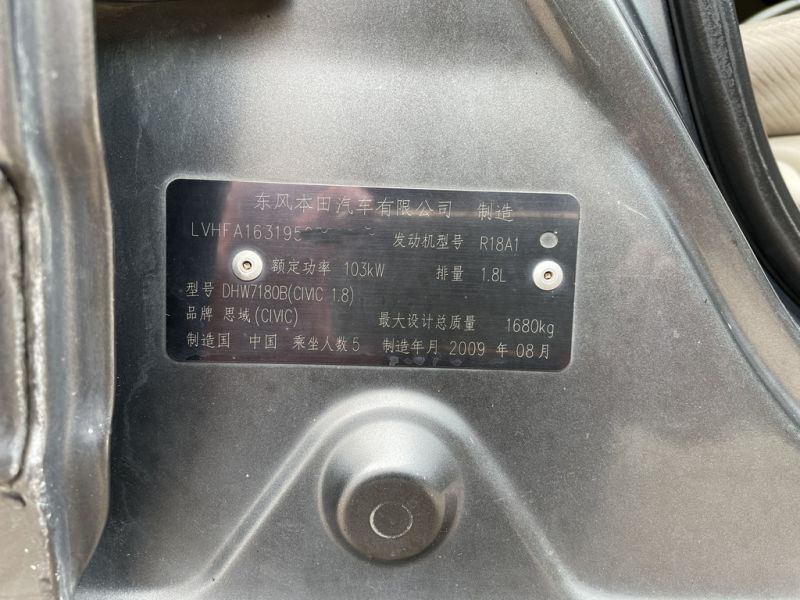 东风本田汽车有限公司 制造
LVHFA163195 发动机型号 R18A1
额定功率 103kW 排量 1.8L
型号 DHW7180B(CIVIC 1.8)
品牌 思域(CIVIC) 最大设计总质量 1680kg
制造国 中国 乘坐人数 5 制造年月 2009 年 08 月